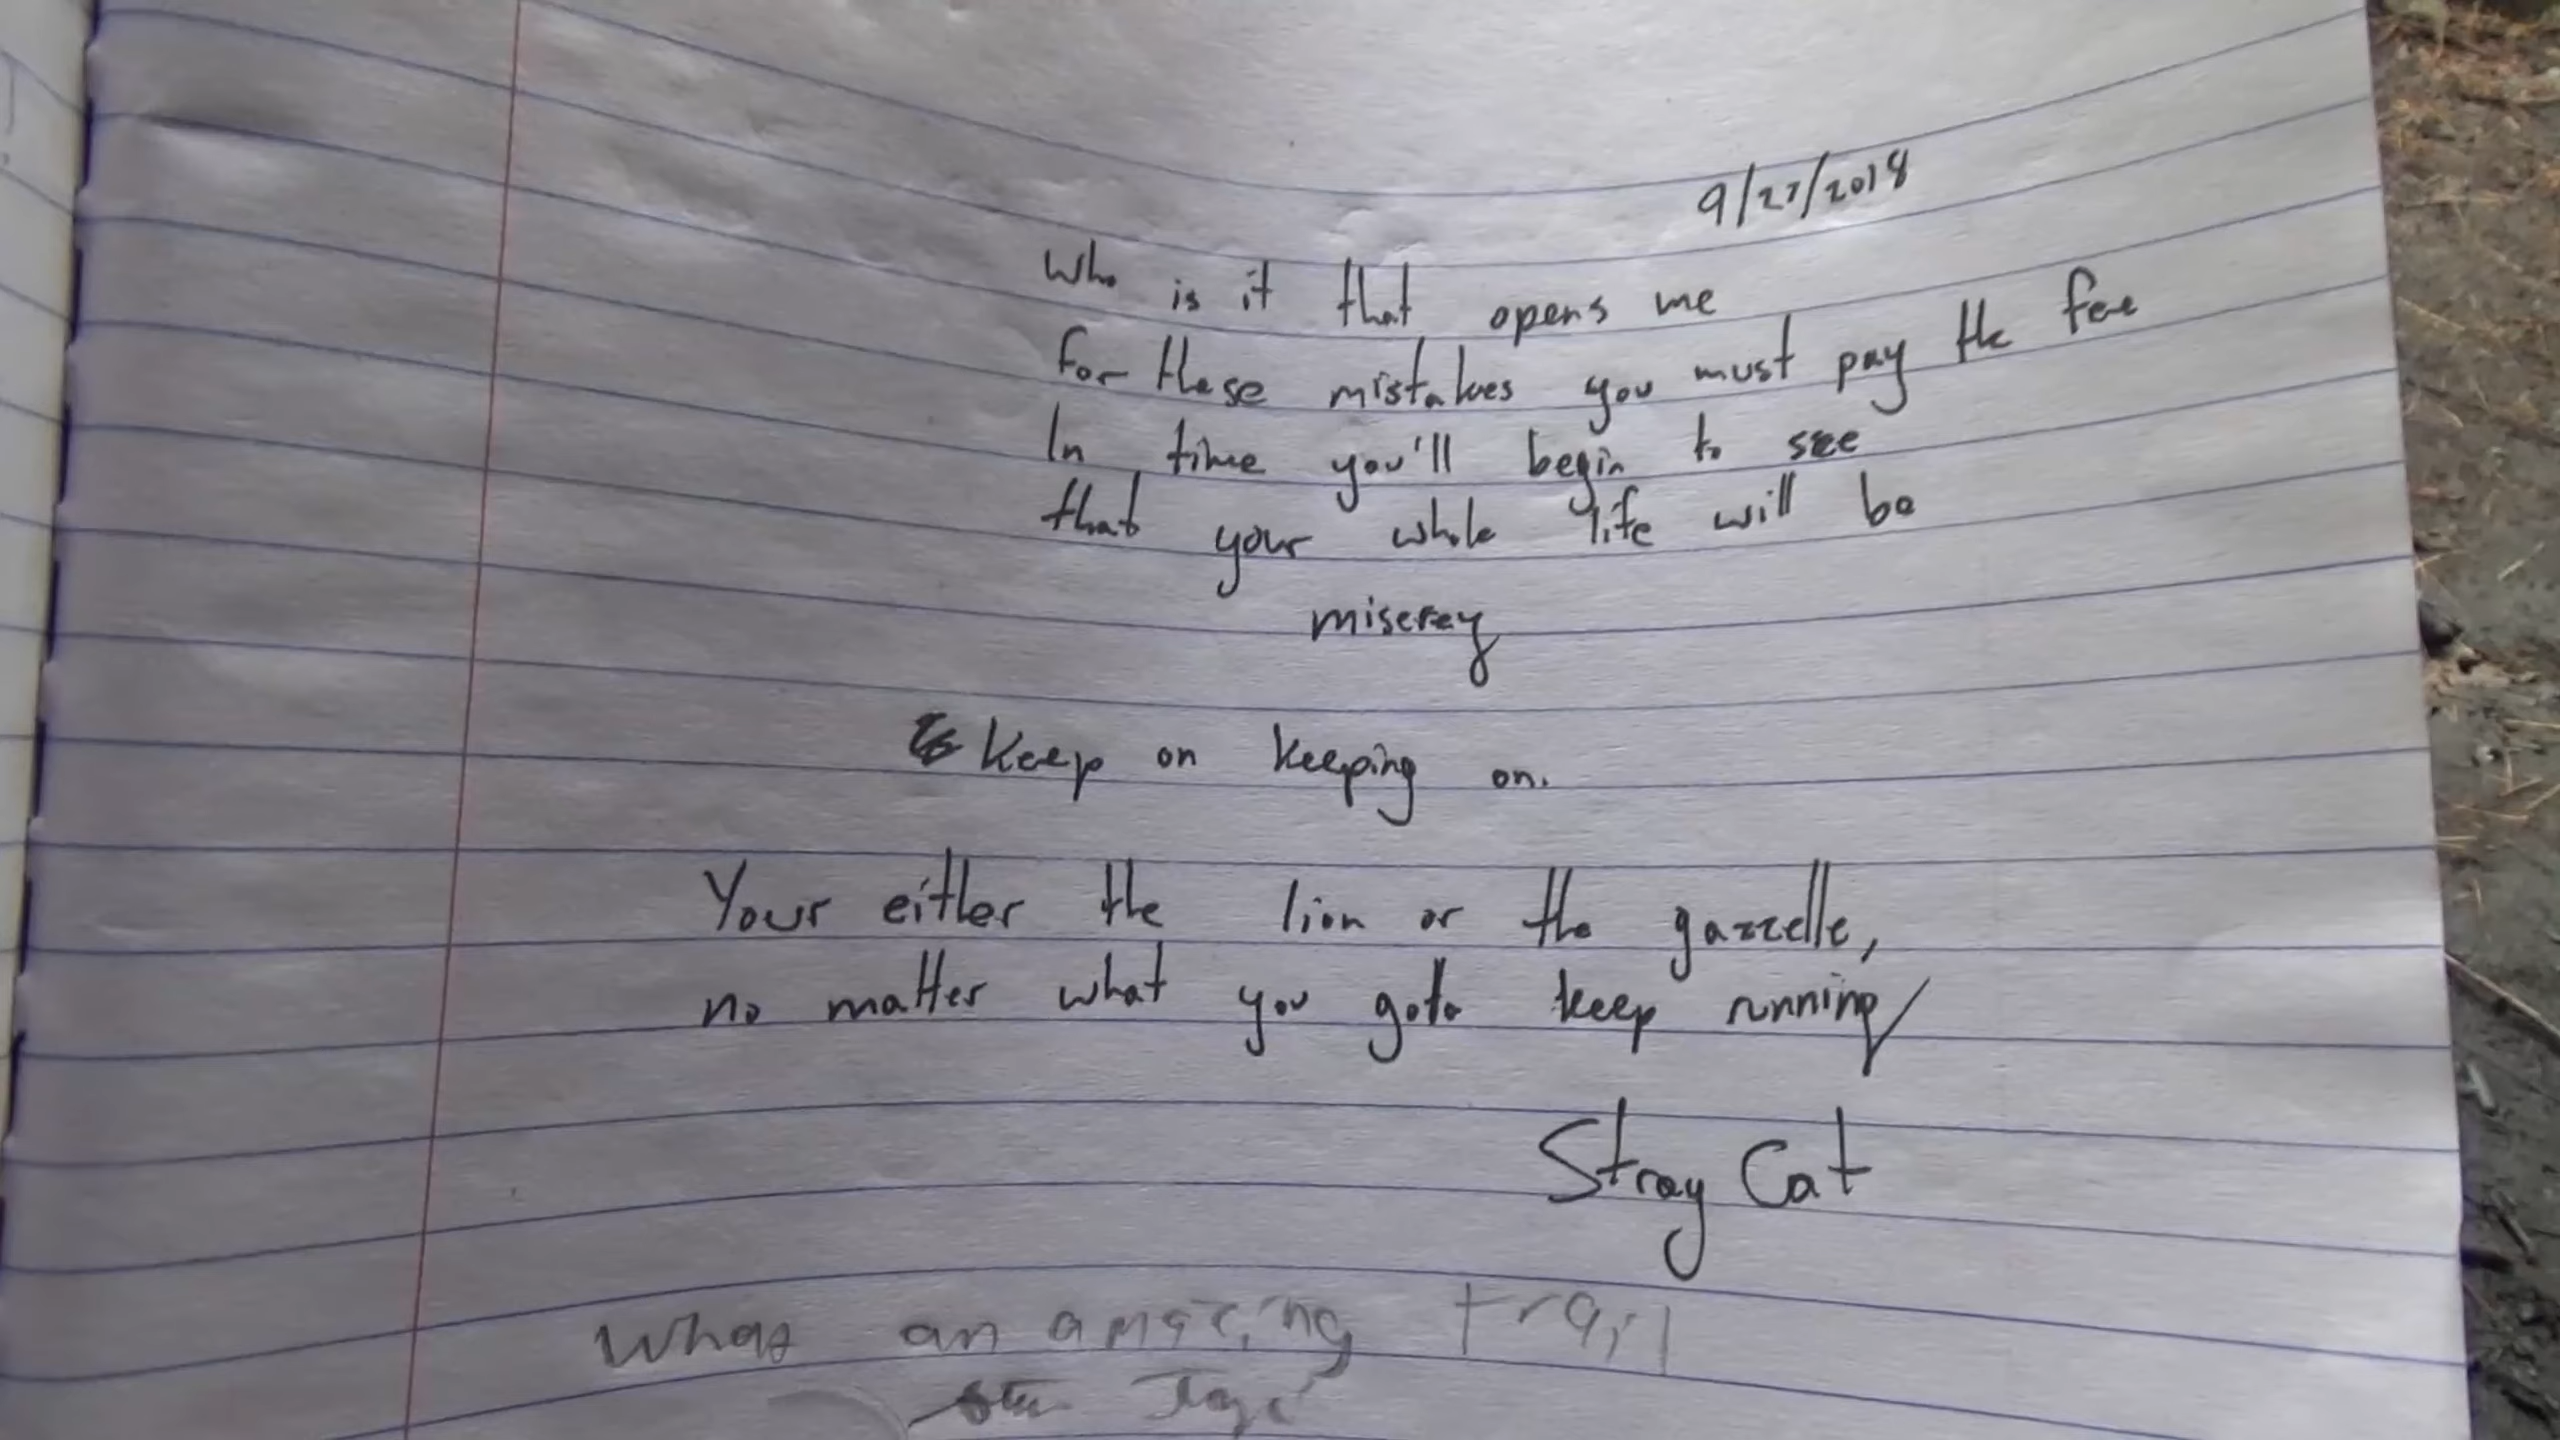 9/27/2018
Who is it that opens me
For these mistakes you must pay the fee
In time you'll begin to see
that your whole life will be
miserey
Keep on keeping on.
Your either the lion or the gazzelle,
no matter what you gota keep running
Stray Cat
What an amazing trail